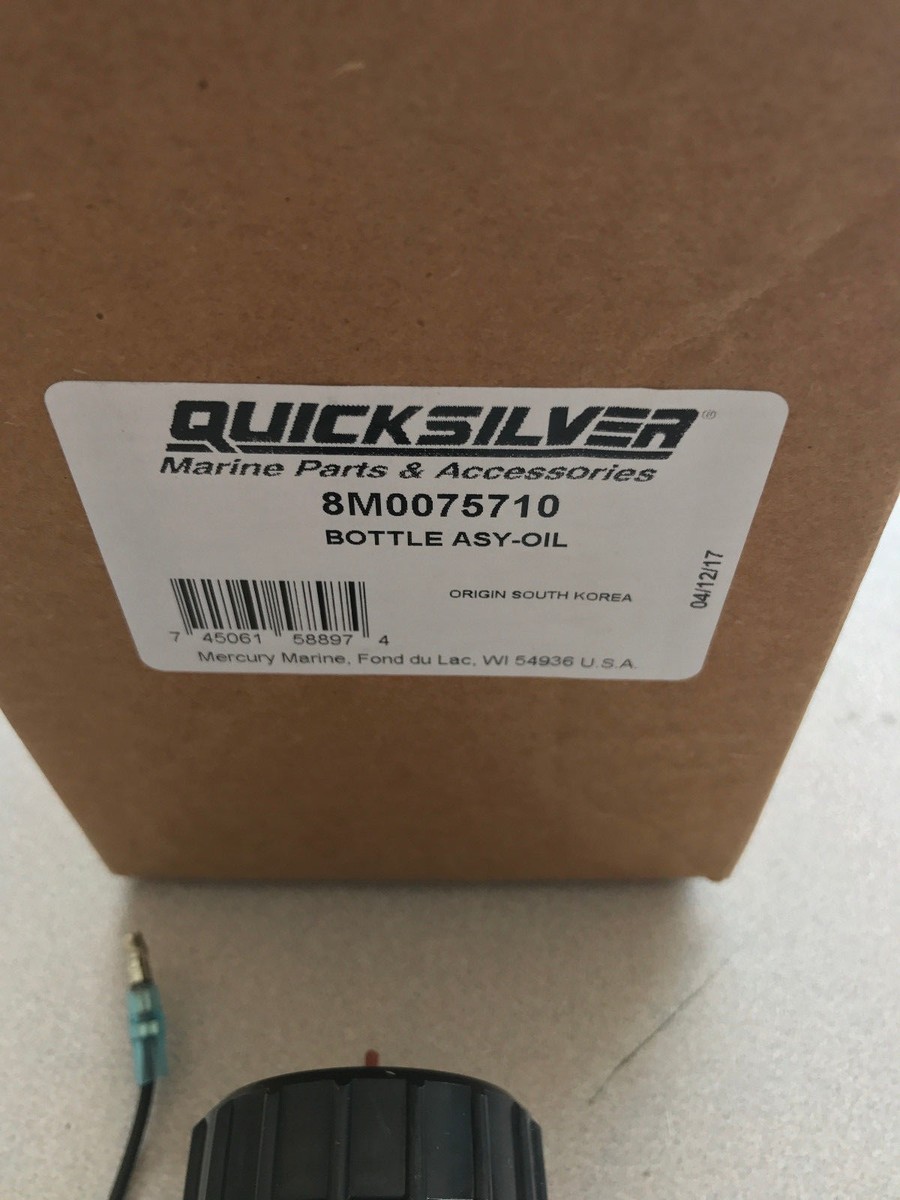 QUICKSILVER®
Marine Parts & Accessories
8M0075710
BOTTLE ASY-OIL
ORIGIN SOUTH KOREA
04/12/17
7 45061 58897 4
Mercury Marine, Fond du Lac, WI 54936 U.S.A.